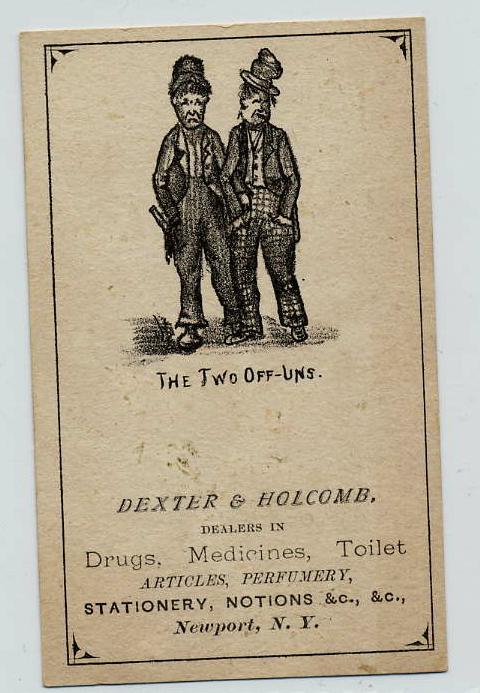 THE TWO OFF-UNS.
DEXTER & HOLCOMB,
DEALERS IN
Drugs, Medicines, Toilet
ARTICLES, PERFUMERY,
STATIONERY, NOTIONS &c., &c.,
Newport, N. Y.